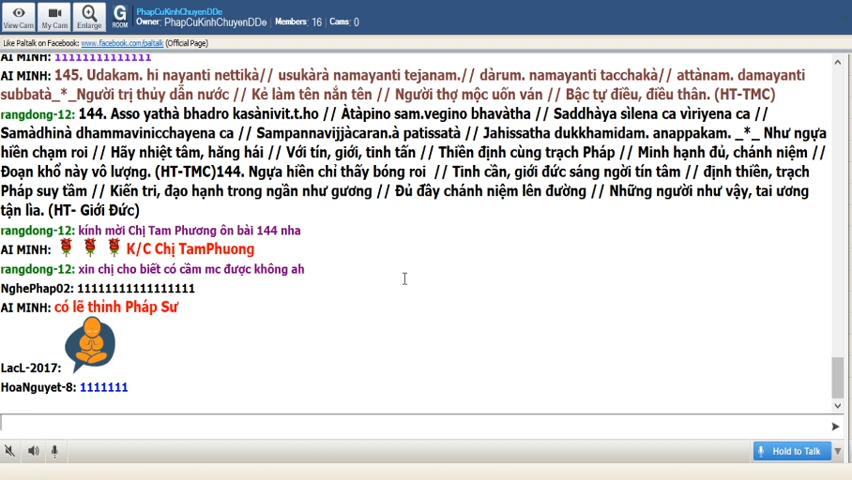 View Cam
My Cam
Enlarge
G
ROOM
PhapCuKinhChuyenDDe
Owner: PhapCuKinhChuyenDDe Members: 16 Cams: 0
Like Paltalk on Facebook: www.facebook.com/paltalk (Official Page)
AI MINH: 1111111111111
AI MINH: 145. Udakam. hi nayanti nettikà// usukàrà namayanti tejanam.// dàrum. namayanti tacchakà// attànam. damayanti
subbatà_*_Người trị thủy dẫn nước // Kẻ làm tên nắn tên // Người thợ mộc uốn ván // Bậc tự điều, điều thân. (HT-TMC)
rangdong-12: 144. Asso yathà bhadro kasànivit.t.ho // Àtàpino sam.vegino bhavàtha // Saddhàya sìlena ca vìriyena ca //
Samàdhinà dhammavinicchayena ca // Sampannavijjàcaran.à patissatà // Jahissatha dukkhamidam. anappakam. _*_ Như ngựa
hiền chạm roi // Hãy nhiệt tâm, hăng hái // Với tín, giới, tinh tấn // Thiền định cùng trạch Pháp // Minh hạnh đủ, chánh niệm //
Đoạn khổ này vô lượng. (HT-TMC)144. Ngựa hiền chỉ thấy bóng roi // Tinh cần, giới đức sáng ngời tín tâm // định thiền, trạch
Pháp suy tầm // Kiến tri, đạo hạnh trong ngần như gương // Đủ đầy chánh niệm lên đường // Những người như vậy, tai ương
tận lìa. (HT- Giới Đức)
rangdong-12: kính mời Chị Tam Phương ôn bài 144 nha
AI MINH: K/C Chị TamPhuong
rangdong-12: xin chị cho biết có cầm mc được không ah
NghePhap02: 11111111111111111
AI MINH: có lẽ thỉnh Pháp Sư
LacL-2017:
HoaNguyet-8: 1111111
Hold to Talk